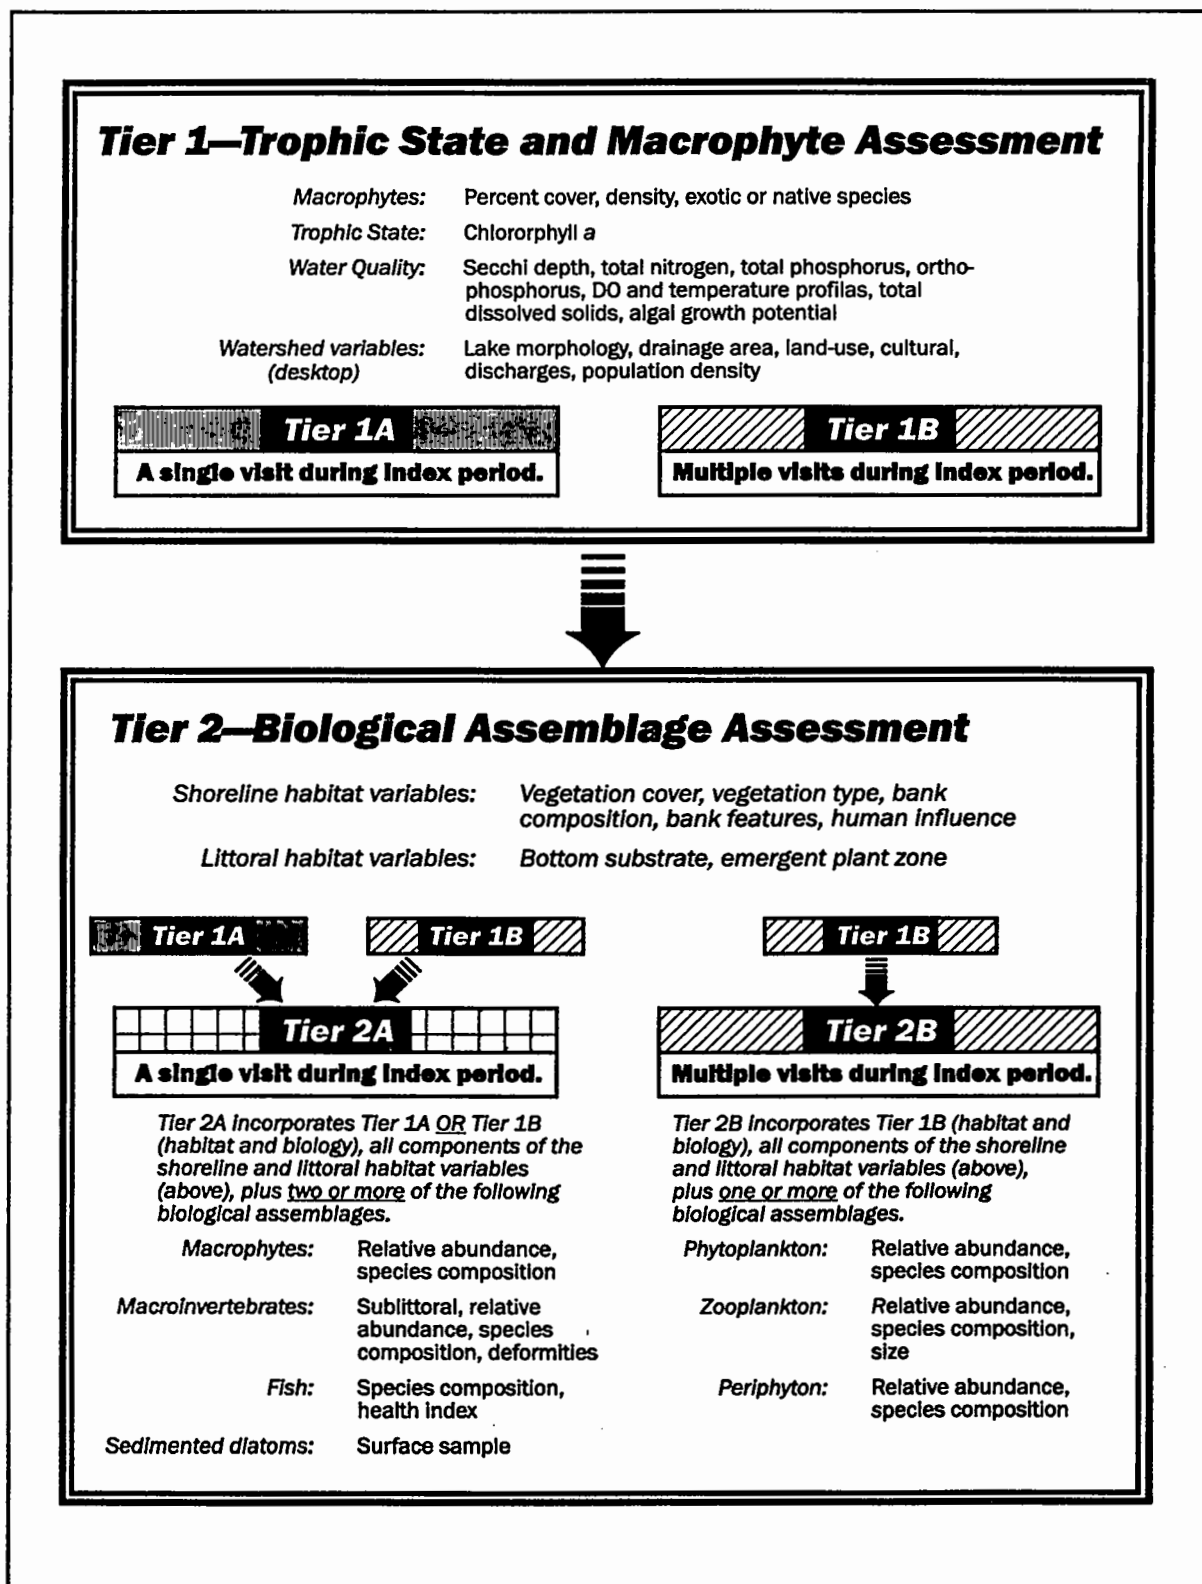 Tier 1—Trophic State and Macrophyte Assessment
Macrophytes: Percent cover, density, exotic or native species
Trophic State: Chlororphyll a
Water Quality: Secchi depth, total nitrogen, total phosphorus, ortho-
phosphorus, DO and temperature profilas, total
dissolved solids, algal growth potential
Watershed variables: Lake morphology, drainage area, land-use, cultural,
(desktop) discharges, population density
Tier 1A
A single visit during index period.
Tier 1B
Multiple visits during index period.
Tier 2—Biological Assemblage Assessment
Shoreline habitat variables: Vegetation cover, vegetation type, bank
composition, bank features, human influence
Littoral habitat variables: Bottom substrate, emergent plant zone
Tier 1A
Tier 1B
Tier 2A
A single visit during index period.
Tier 2A incorporates Tier 1A OR Tier 1B
(habitat and biology), all components of the
shoreline and littoral habitat variables
(above), plus two or more of the following
biological assemblages.
Macrophytes: Relative abundance,
species composition
Macroinvertebrates: Sublittoral, relative
abundance, species
composition, deformities
Fish: Species composition,
health index
Sedimented diatoms: Surface sample
Tier 1B
Tier 2B
Multiple visits during index period.
Tier 2B incorporates Tier 1B (habitat and
biology), all components of the shoreline
and littoral habitat variables (above),
plus one or more of the following
biological assemblages.
Phytoplankton: Relative abundance,
species composition
Zooplankton: Relative abundance,
species composition,
size
Periphyton: Relative abundance,
species composition